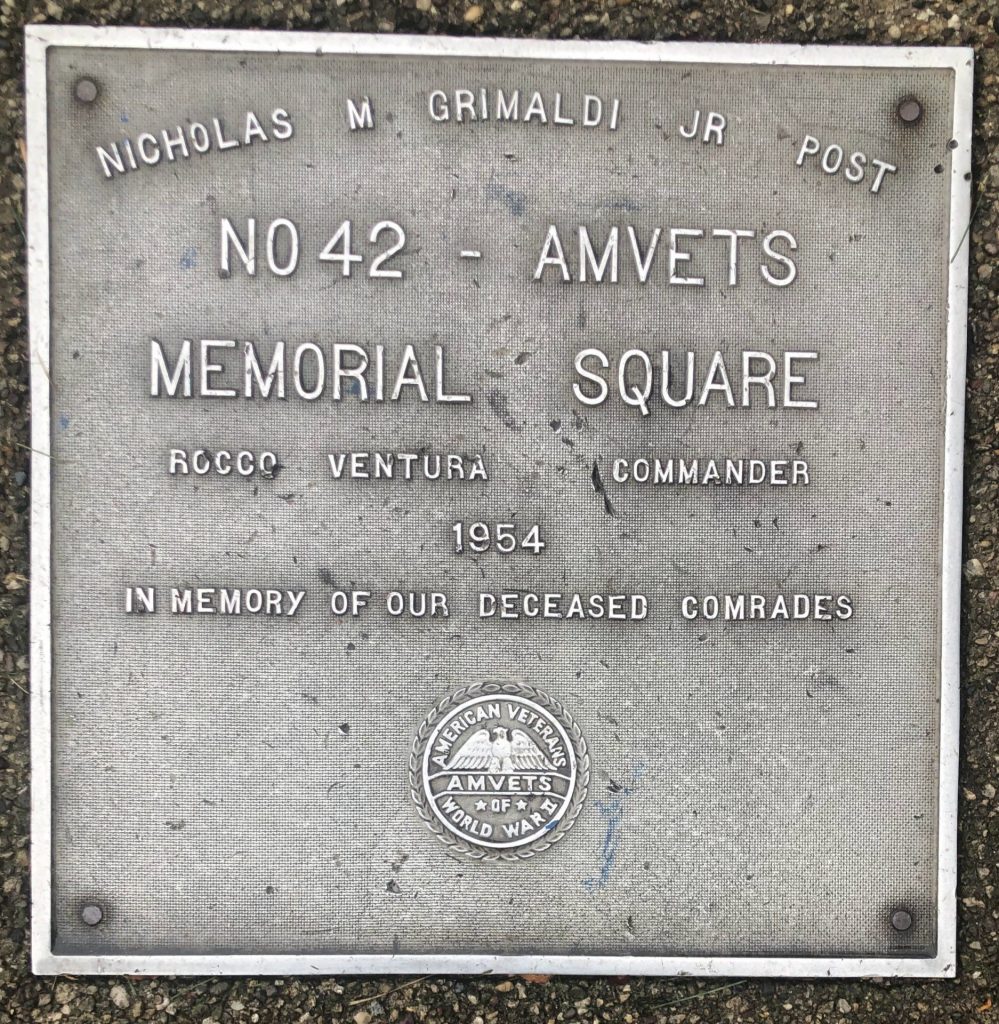 NICHOLAS M GRIMALDI JR POST
NO 42 - AMVETS
MEMORIAL SQUARE
ROCCO VENTURA COMMANDER
1954
IN MEMORY OF OUR DECEASED COMRADES
AMERICAN VETERANS
AMVETS
OF
WORLD WAR II